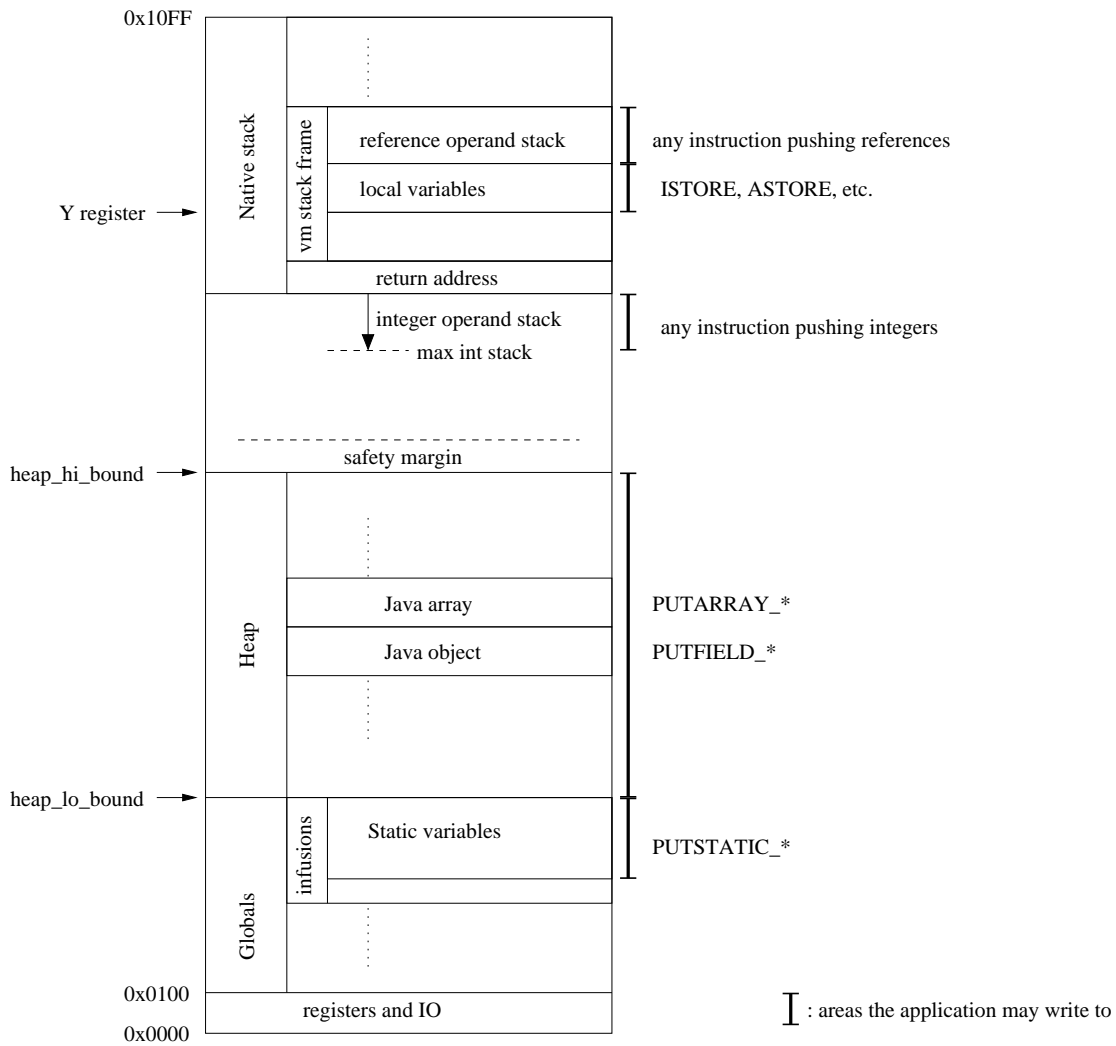 0x10FF
Native stack
vm stack frame
reference operand stack
any instruction pushing references
local variables
ISTORE, ASTORE, etc.
Y register
return address
integer operand stack
any instruction pushing integers
max int stack
safety margin
heap_hi_bound
Heap
Java array
PUTARRAY_*
Java object
PUTFIELD_*
heap_lo_bound
Globals
infusions
Static variables
PUTSTATIC_*
0x0100
registers and IO
: areas the application may write to
0x0000